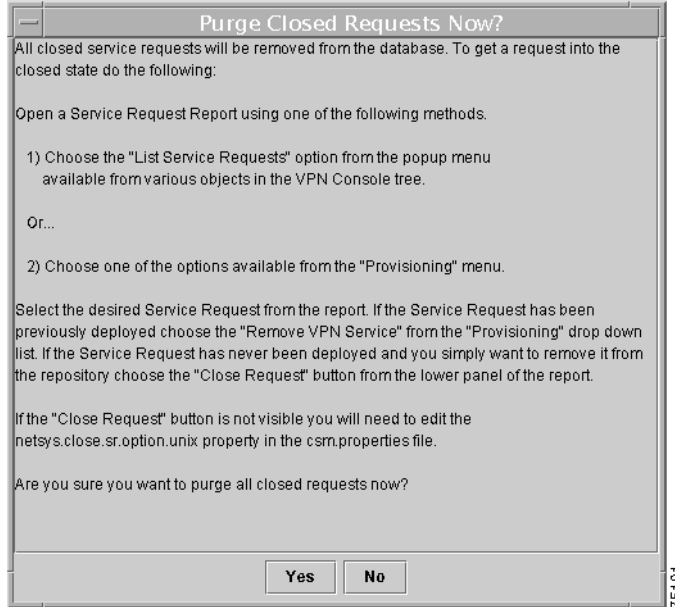 Purge Closed Requests Now?
All closed service requests will be removed from the database. To get a request into the
closed state do the following:
Open a Service Request Report using one of the following methods.
1) Choose the "List Service Requests" option from the popup menu
available from various objects in the VPN Console tree.
Or...
2) Choose one of the options available from the "Provisioning" menu.
Select the desired Service Request from the report. If the Service Request has been
previously deployed choose the "Remove VPN Service" from the "Provisioning" drop down
list. If the Service Request has never been deployed and you simply want to remove it from
the repository choose the "Close Request" button from the lower panel of the report.
If the "Close Request" button is not visible you will need to edit the
netsys.close.sr.option.unix property in the csm.properties file.
Are you sure you want to purge all closed requests now?
Yes No